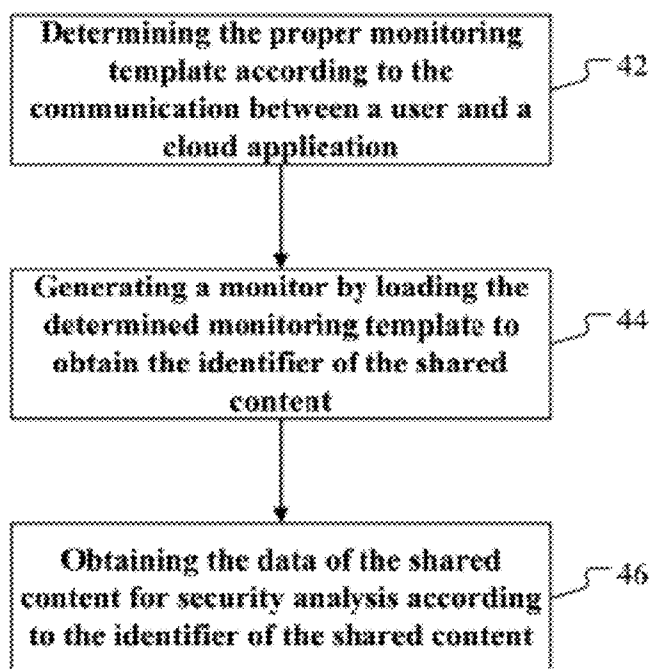 Determining the proper monitoring
template according to the
communication between a user and a
cloud application
42
Generating a monitor by loading the
determined monitoring template to
obtain the identifier of the shared
content
44
Obtaining the data of the shared
content for security analysis according
to the identifier of the shared content
46